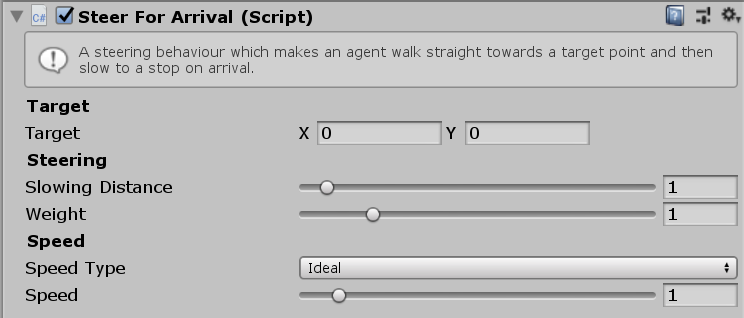 C# Steer For Arrival (Script)
A steering behaviour which makes an agent walk straight towards a target point and then
slow to a stop on arrival.
Target
Target X 0 Y 0
Steering
Slowing Distance 1
Weight 1
Speed
Speed Type Ideal
Speed 1